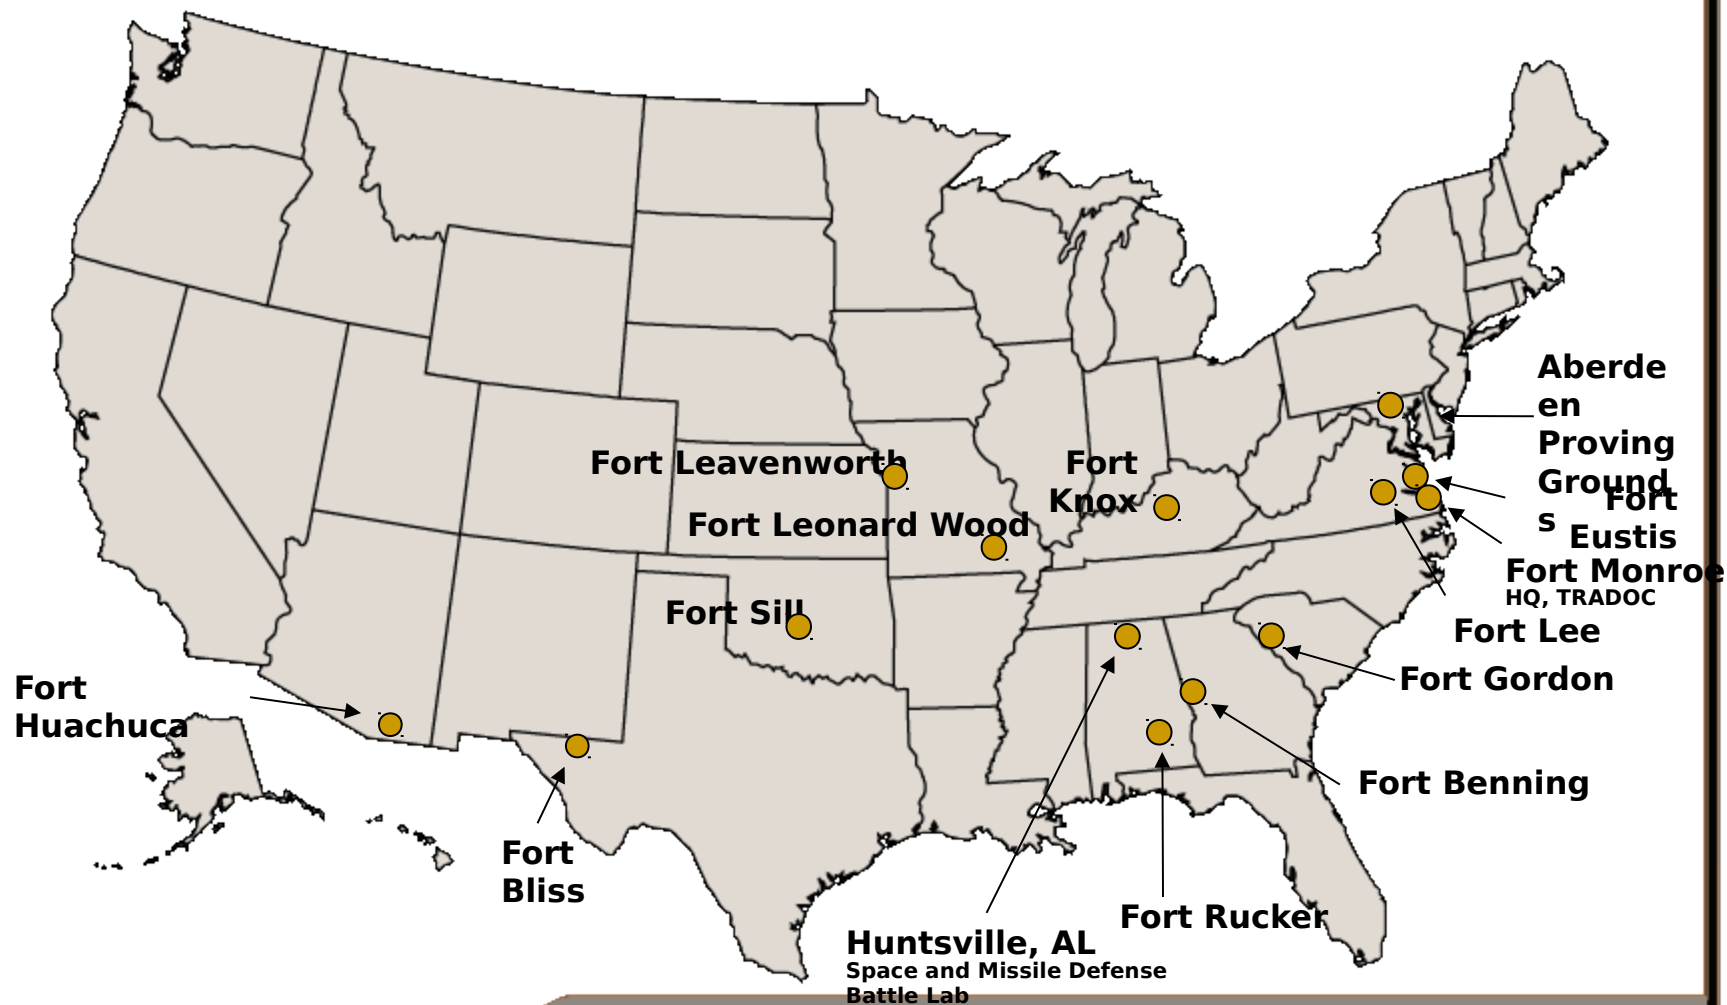 Aberde
en
Proving
Ground
s
Fort
Eustis
Fort Leavenworth
Fort
Knox
Fort Leonard Wood
Fort Monroe
HQ, TRADOC
Fort Sill
Fort Lee
Fort Gordon
Fort
Huachuca
Fort Benning
Fort
Bliss
Fort Rucker
Huntsville, AL
Space and Missile Defense
Battle Lab